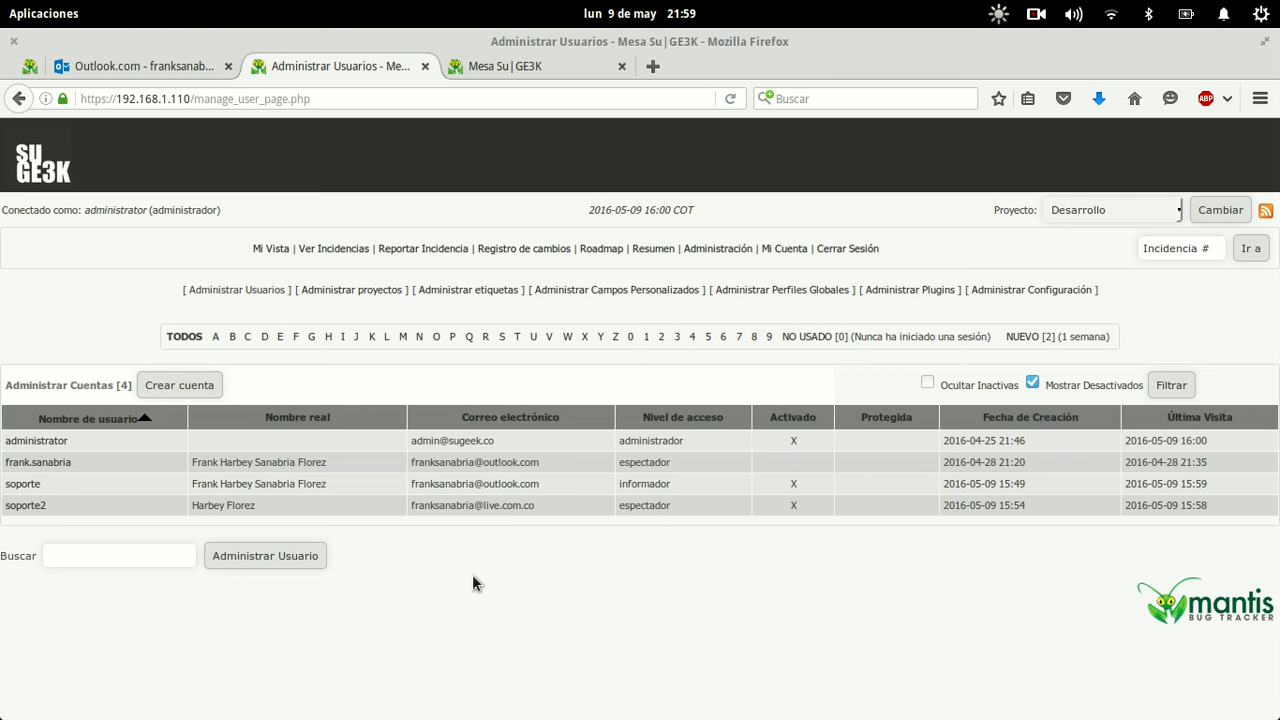 Aplicaciones lun 9 de may 21:59
Administrar Usuarios - Mesa Su|GE3K - Mozilla Firefox
Outlook.com - franksanab... Administrar Usuarios - Me... Mesa Su|GE3K
https://192.168.1.110/manage_user_page.php Buscar ABP
SU
GE3K
Conectado como: administrator (administrador) 2016-05-09 16:00 COT Proyecto: Desarrollo Cambiar
Mi Vista | Ver Incidencias | Reportar Incidencia | Registro de cambios | Roadmap | Resumen | Administración | Mi Cuenta | Cerrar Sesión Incidencia # Ir a
[ Administrar Usuarios ] [ Administrar proyectos ] [ Administrar etiquetas ] [ Administrar Campos Personalizados ] [ Administrar Perfiles Globales ] [ Administrar Plugins ] [ Administrar Configuración ]
TODOS A B C D E F G H I J K L M N O P Q R S T U V W X Y Z 0 1 2 3 4 5 6 7 8 9 NO USADO [0] (Nunca ha iniciado una sesión) NUEVO [2] (1 semana)
Administrar Cuentas [4] Crear cuenta Ocultar Inactivas Mostrar Desactivados Filtrar
Nombre de usuario Nombre real Correo electrónico Nivel de acceso Activado Protegida Fecha de Creación Última Visita
administrator admin@sugeek.co administrador X 2016-04-25 21:46 2016-05-09 16:00
frank.sanabria Frank Harbey Sanabria Florez franksanabria@outlook.com espectador 2016-04-28 21:20 2016-04-28 21:35
soporte Frank Harbey Sanabria Florez franksanabria@outlook.com informador X 2016-05-09 15:49 2016-05-09 15:59
soporte2 Harbey Florez franksanabria@live.com.co espectador X 2016-05-09 15:54 2016-05-09 15:58
Buscar Administrar Usuario
mantis
BUG TRACKER